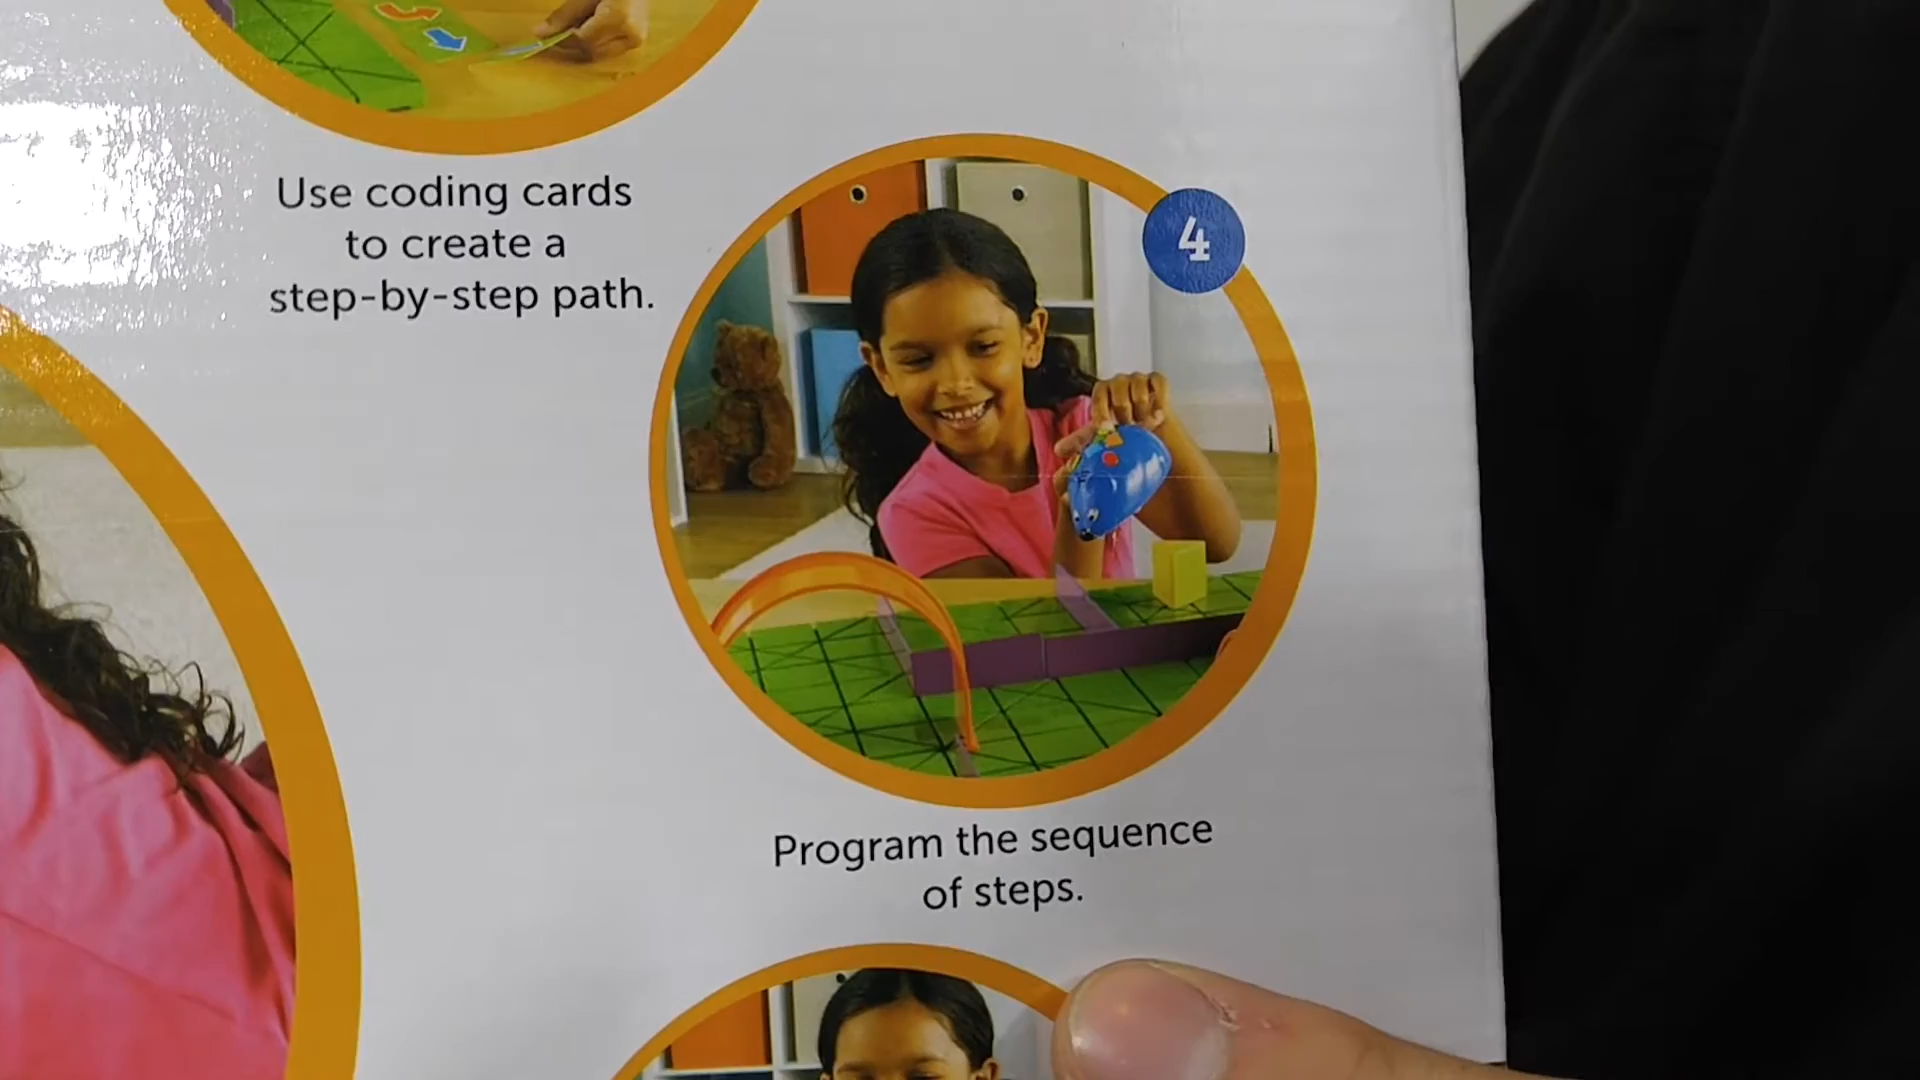 Use coding cards
to create a
step-by-step path.
4
Program the sequence
of steps.